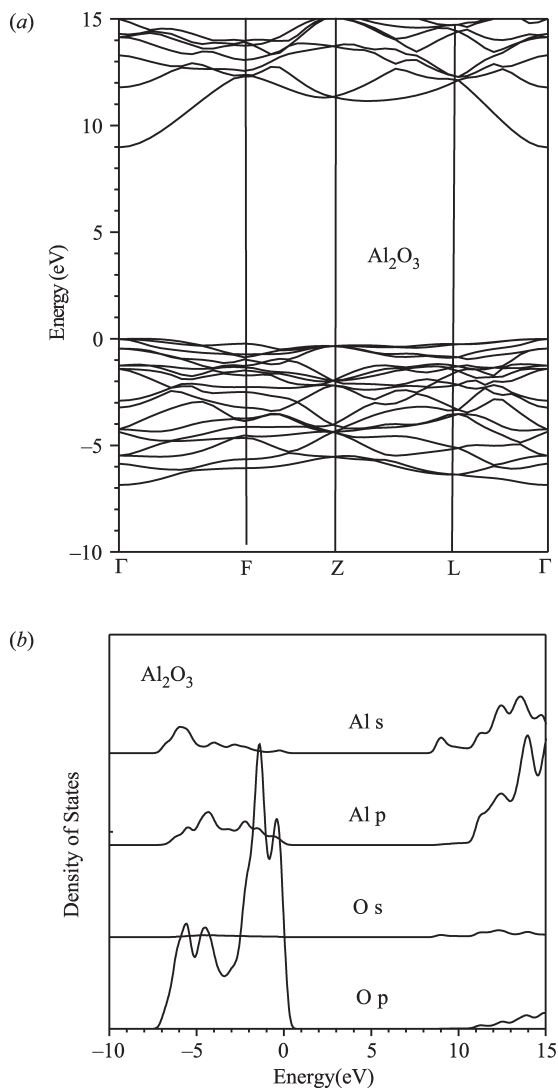 (a)
15
10
5
0
–5
–10
Energy (eV)
Al2O3
Γ F Z L Γ
(b)
Al2O3
Al s
Al p
O s
O p
Density of States
–10 –5 0 5 10 15
Energy(eV)